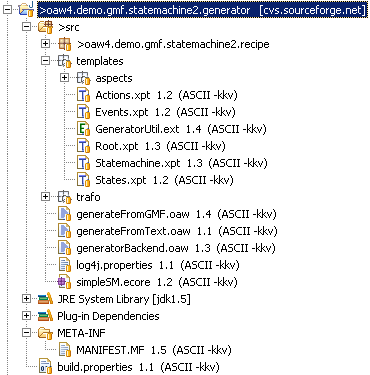 >oaw4.demo.gmf.statemachine2.generator [cvs.sourceforge.net]
>src
>oaw4.demo.gmf.statemachine2.recipe
templates
aspects
Actions.xpt 1.2 (ASCII -kkv)
Events.xpt 1.2 (ASCII -kkv)
GeneratorUtil.ext 1.4 (ASCII -kkv)
Root.xpt 1.3 (ASCII -kkv)
Statemachine.xpt 1.3 (ASCII -kkv)
States.xpt 1.2 (ASCII -kkv)
trafo
generateFromGMF.oaw 1.4 (ASCII -kkv)
generateFromText.oaw 1.1 (ASCII -kkv)
generatorBackend.oaw 1.3 (ASCII -kkv)
log4j.properties 1.1 (ASCII -kkv)
simpleSM.ecore 1.2 (ASCII -kkv)
JRE System Library [jdk1.5]
Plug-in Dependencies
META-INF
MANIFEST.MF 1.5 (ASCII -kkv)
build.properties 1.1 (ASCII -kkv)